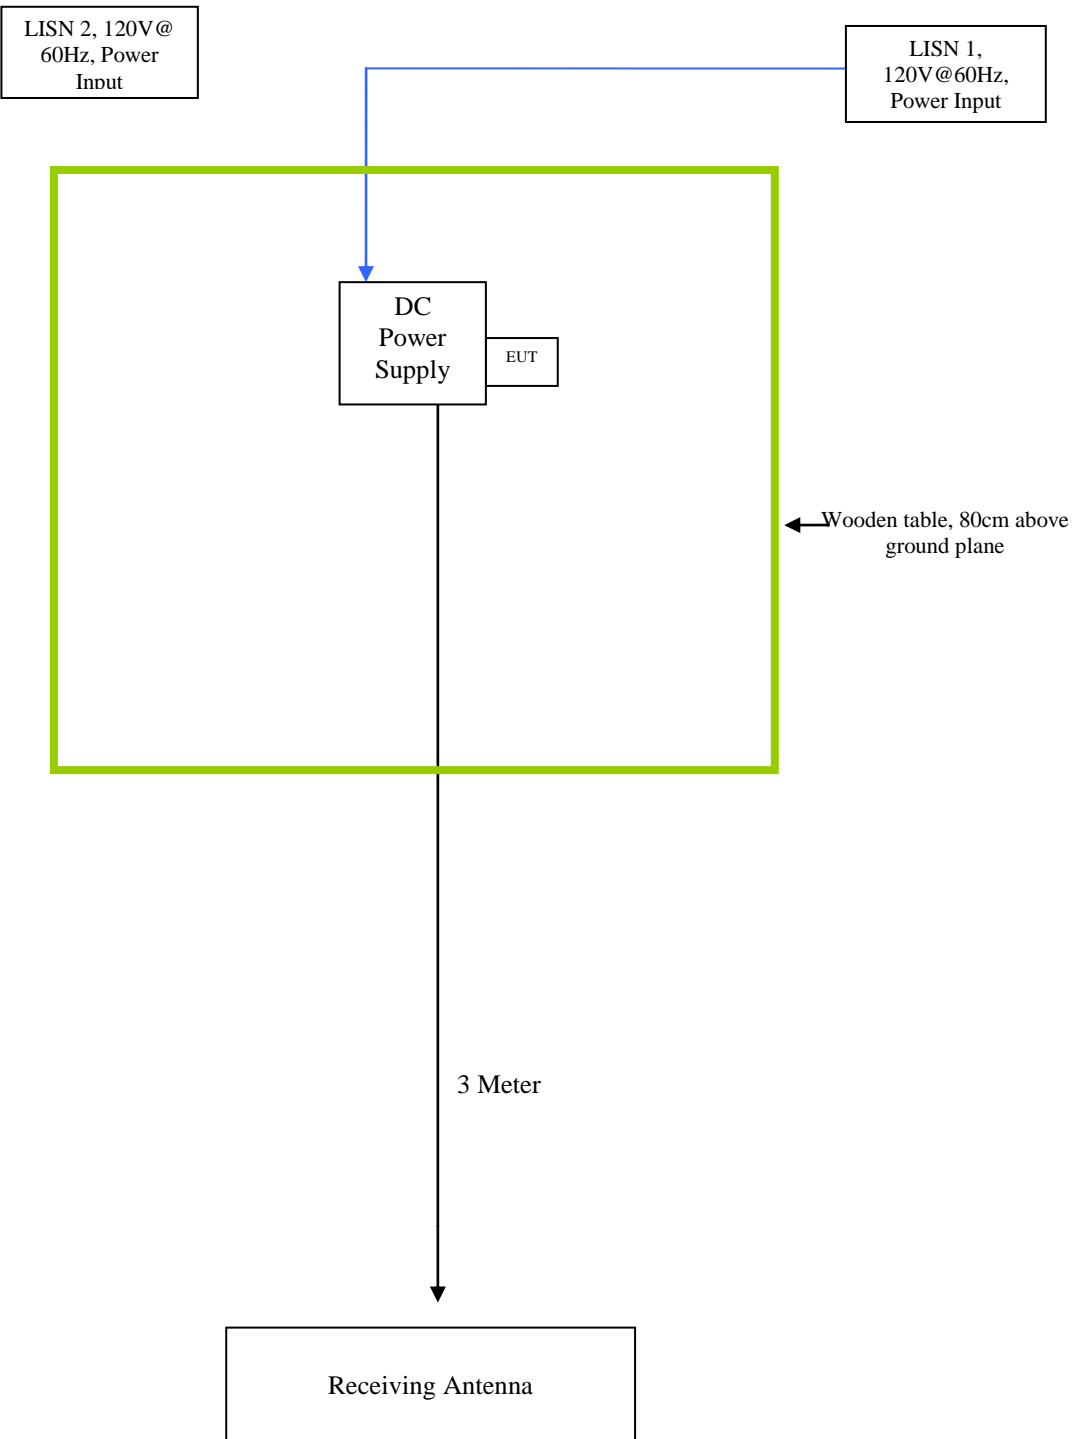 LISN 2, 120V@
60Hz, Power
Input
LISN 1,
120V@60Hz,
Power Input
DC
Power
Supply
EUT
Wooden table, 80cm above
ground plane
3 Meter
Receiving Antenna